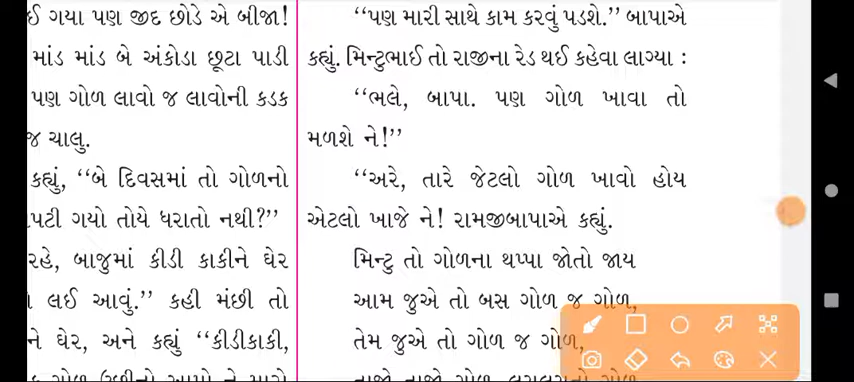 ઈ ગયા પણ જીદ છોડે એ બીજા!
માંડ માંડ બે અંકોડા છૂટા પાડી
પણ ગોળ લાવો જ લાવોની કડક
જ ચાલુ.
કહ્યું, “બે દિવસમાં તો ગોળનો
પટી ગયો તોયે ધરાતો નથી?”
રહે, બાજુમાં કીડી કાકીને ઘેર
લઈ આવું.” કહી મંછી તો
ને ઘેર, અને કહ્યું “કીડીકાકી,
“પણ મારી સાથે કામ કરવું પડશે.” બાપાએ
કહ્યું. મિન્ટુભાઈ તો રાજીના રેડ થઈ કહેવા લાગ્યા :
“ભલે, બાપા. પણ ગોળ ખાવા તો
મળશે ને!”
“અરે, તારે જેટલો ગોળ ખાવો હોય
એટલો ખાજે ને! રામજીબાપાએ કહ્યું.
મિન્ટુ તો ગોળના થપ્પા જોતો જાય
આમ જુએ તો બસ ગોળ જ ગોળ,
તેમ જુએ તો ગોળ જ ગોળ,